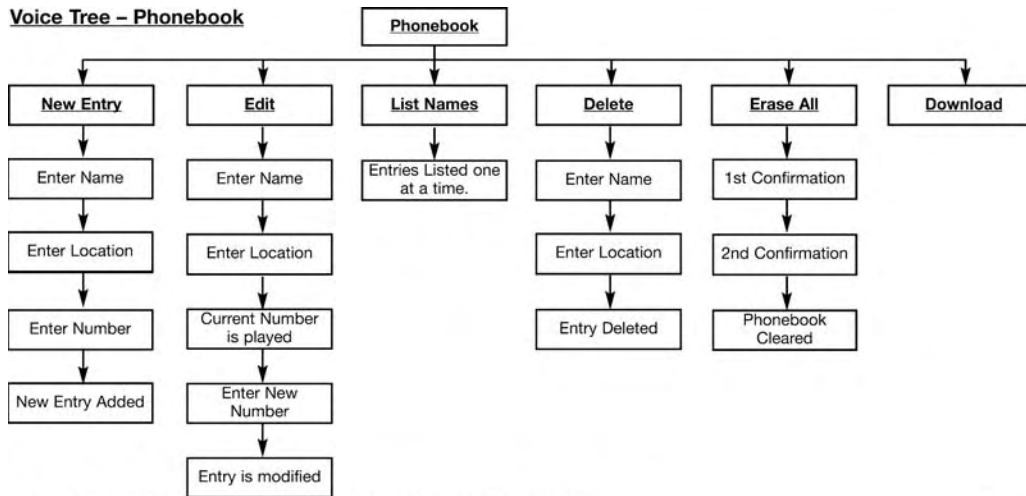 Voice Tree – Phonebook
Phonebook
New Entry
Edit
List Names
Delete
Erase All
Download
Enter Name
Enter Name
Entries Listed one
at a time.
Enter Name
1st Confirmation
Enter Location
Enter Location
Enter Location
2nd Confirmation
Enter Number
Current Number
is played
Entry Deleted
Phonebook
Cleared
New Entry Added
Enter New
Number
Entry is modified